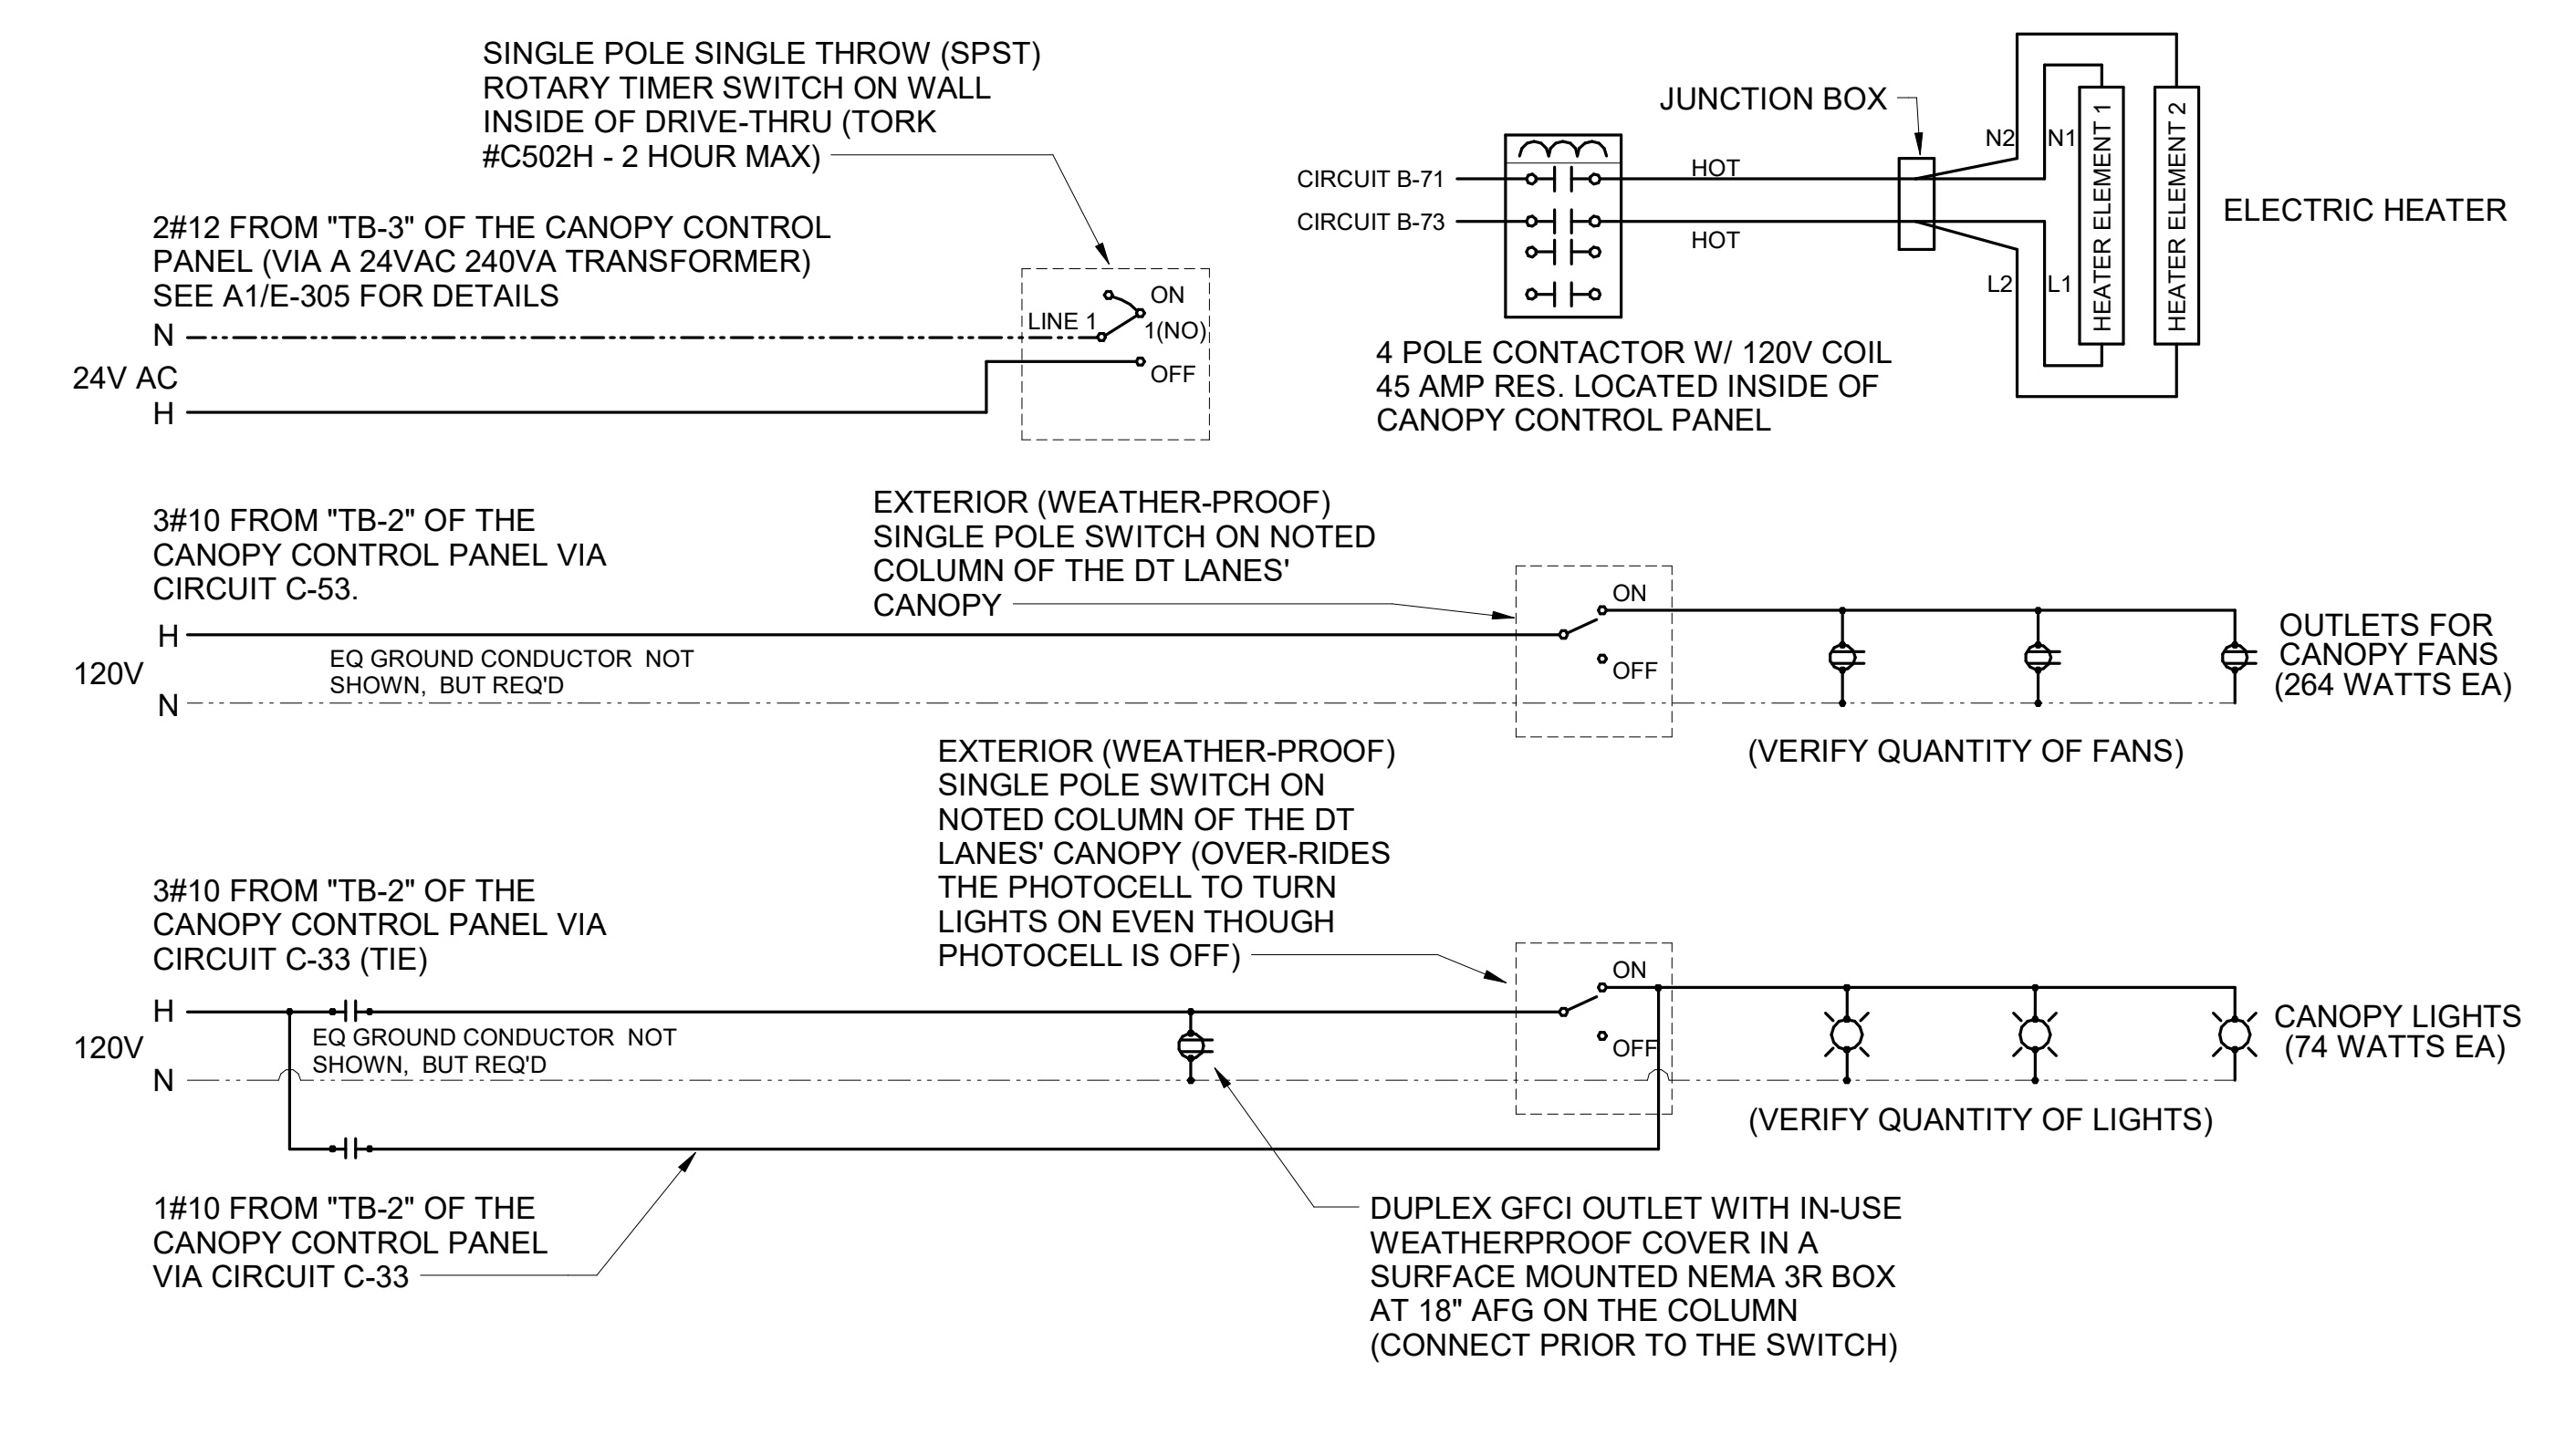 SINGLE POLE SINGLE THROW (SPST)
ROTARY TIMER SWITCH ON WALL
INSIDE OF DRIVE-THRU (TORK
#C502H - 2 HOUR MAX)
2#12 FROM "TB-3" OF THE CANOPY CONTROL
PANEL (VIA A 24VAC 240VA TRANSFORMER)
SEE A1/E-305 FOR DETAILS
N
24V AC
H
LINE 1
ON
1(NO)
OFF
JUNCTION BOX
CIRCUIT B-71
CIRCUIT B-73
HOT
HOT
N2
N1
L2
L1
HEATER ELEMENT 1
HEATER ELEMENT 2
ELECTRIC HEATER
4 POLE CONTACTOR W/ 120V COIL
45 AMP RES. LOCATED INSIDE OF
CANOPY CONTROL PANEL
3#10 FROM "TB-2" OF THE
CANOPY CONTROL PANEL VIA
CIRCUIT C-53.
EXTERIOR (WEATHER-PROOF)
SINGLE POLE SWITCH ON NOTED
COLUMN OF THE DT LANES'
CANOPY
H
120V
N
EQ GROUND CONDUCTOR  NOT
SHOWN,  BUT REQ'D
ON
OFF
OUTLETS FOR
CANOPY FANS
(264 WATTS EA)
(VERIFY QUANTITY OF FANS)
EXTERIOR (WEATHER-PROOF)
SINGLE POLE SWITCH ON
NOTED COLUMN OF THE DT
LANES' CANOPY (OVER-RIDES
THE PHOTOCELL TO TURN
LIGHTS ON EVEN THOUGH
PHOTOCELL IS OFF)
3#10 FROM "TB-2" OF THE
CANOPY CONTROL PANEL VIA
CIRCUIT C-33 (TIE)
H
120V
N
EQ GROUND CONDUCTOR  NOT
SHOWN,  BUT REQ'D
ON
OFF
CANOPY LIGHTS
(74 WATTS EA)
(VERIFY QUANTITY OF LIGHTS)
1#10 FROM "TB-2" OF THE
CANOPY CONTROL PANEL
VIA CIRCUIT C-33
DUPLEX GFCI OUTLET WITH IN-USE
WEATHERPROOF COVER IN A
SURFACE MOUNTED NEMA 3R BOX
AT 18" AFG ON THE COLUMN
(CONNECT PRIOR TO THE SWITCH)